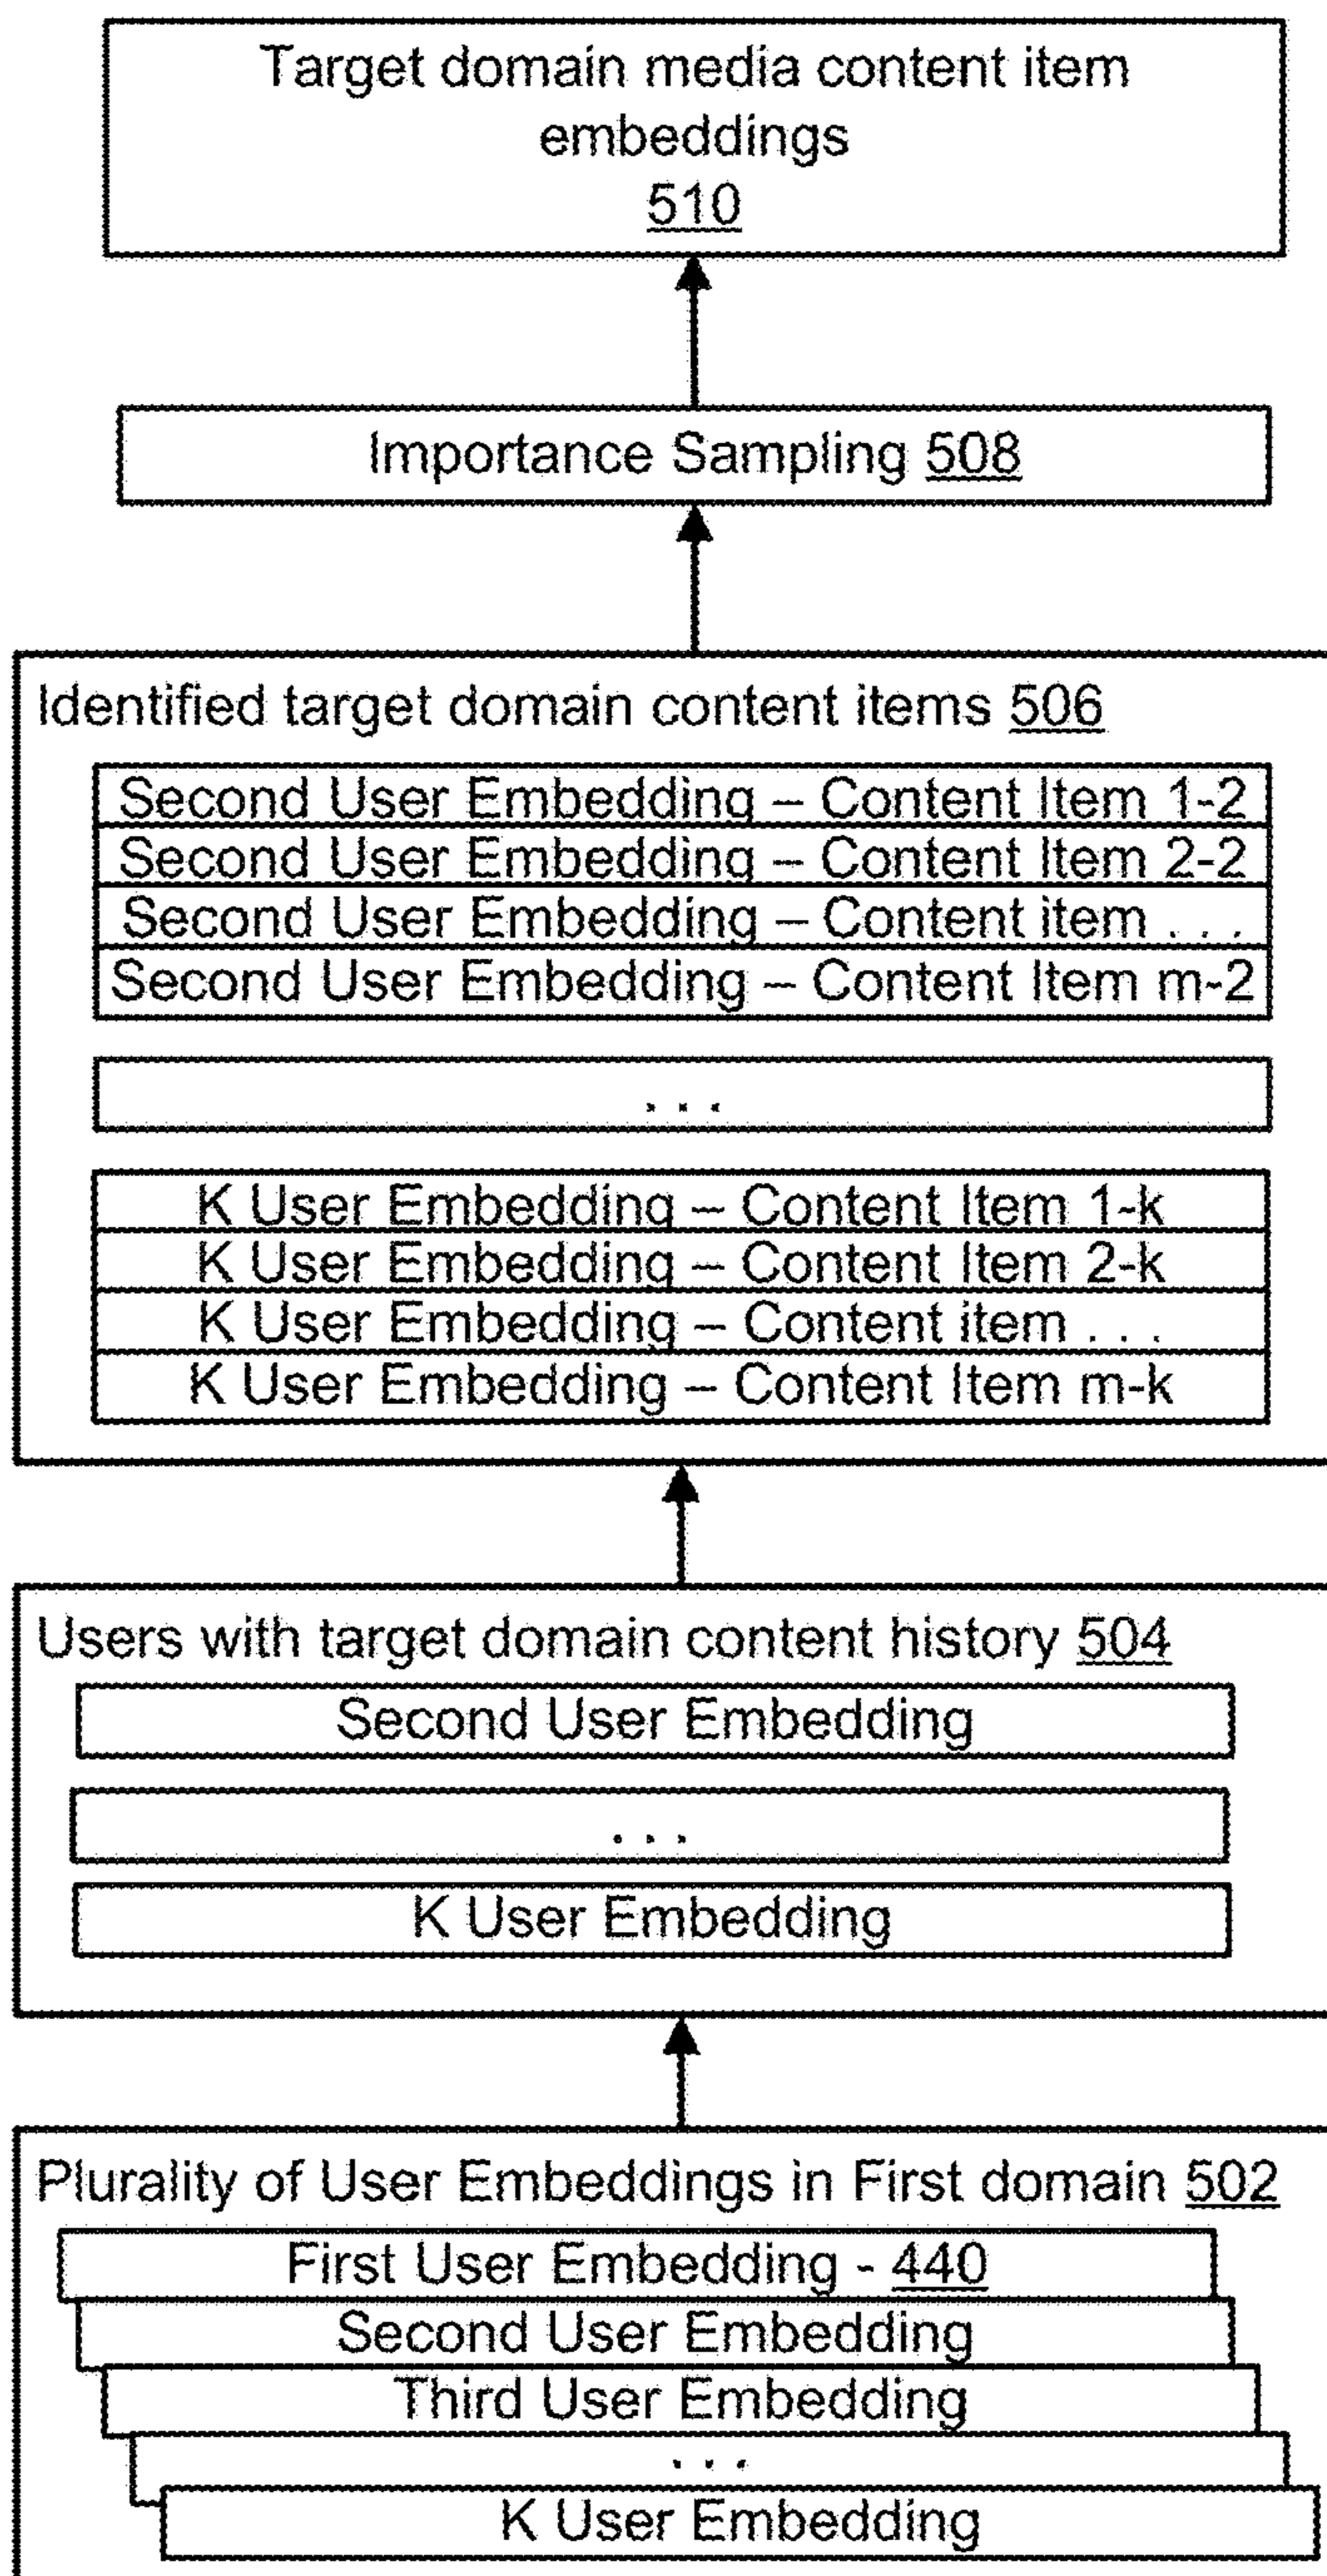 Target domain media content item
embeddings
510
Importance Sampling 508
Identified target domain content items 506
Second User Embedding – Content Item 1-2
Second User Embedding – Content Item 2-2
Second User Embedding – Content item . . .
Second User Embedding – Content Item m-2
. . .
K User Embedding – Content Item 1-k
K User Embedding – Content Item 2-k
K User Embedding – Content item . . .
K User Embedding – Content Item m-k
Users with target domain content history 504
Second User Embedding
. . .
K User Embedding
Plurality of User Embeddings in First domain 502
First User Embedding - 440
Second User Embedding
Third User Embedding
. . .
K User Embedding